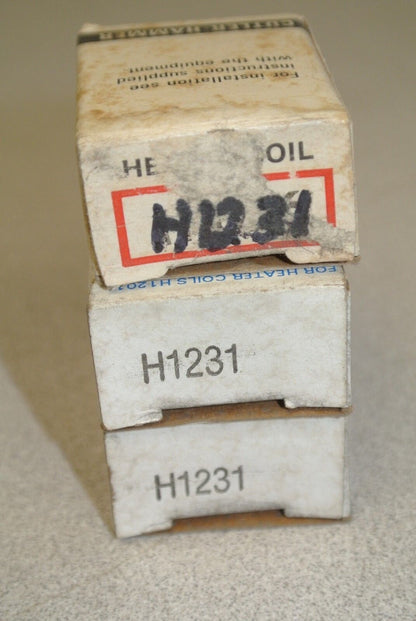 CUTLER-HAMMER
For installation see
instructions supplied
with the equipment
HE OIL
H1231
FOR HEATER COILS H120
H1231
H1231